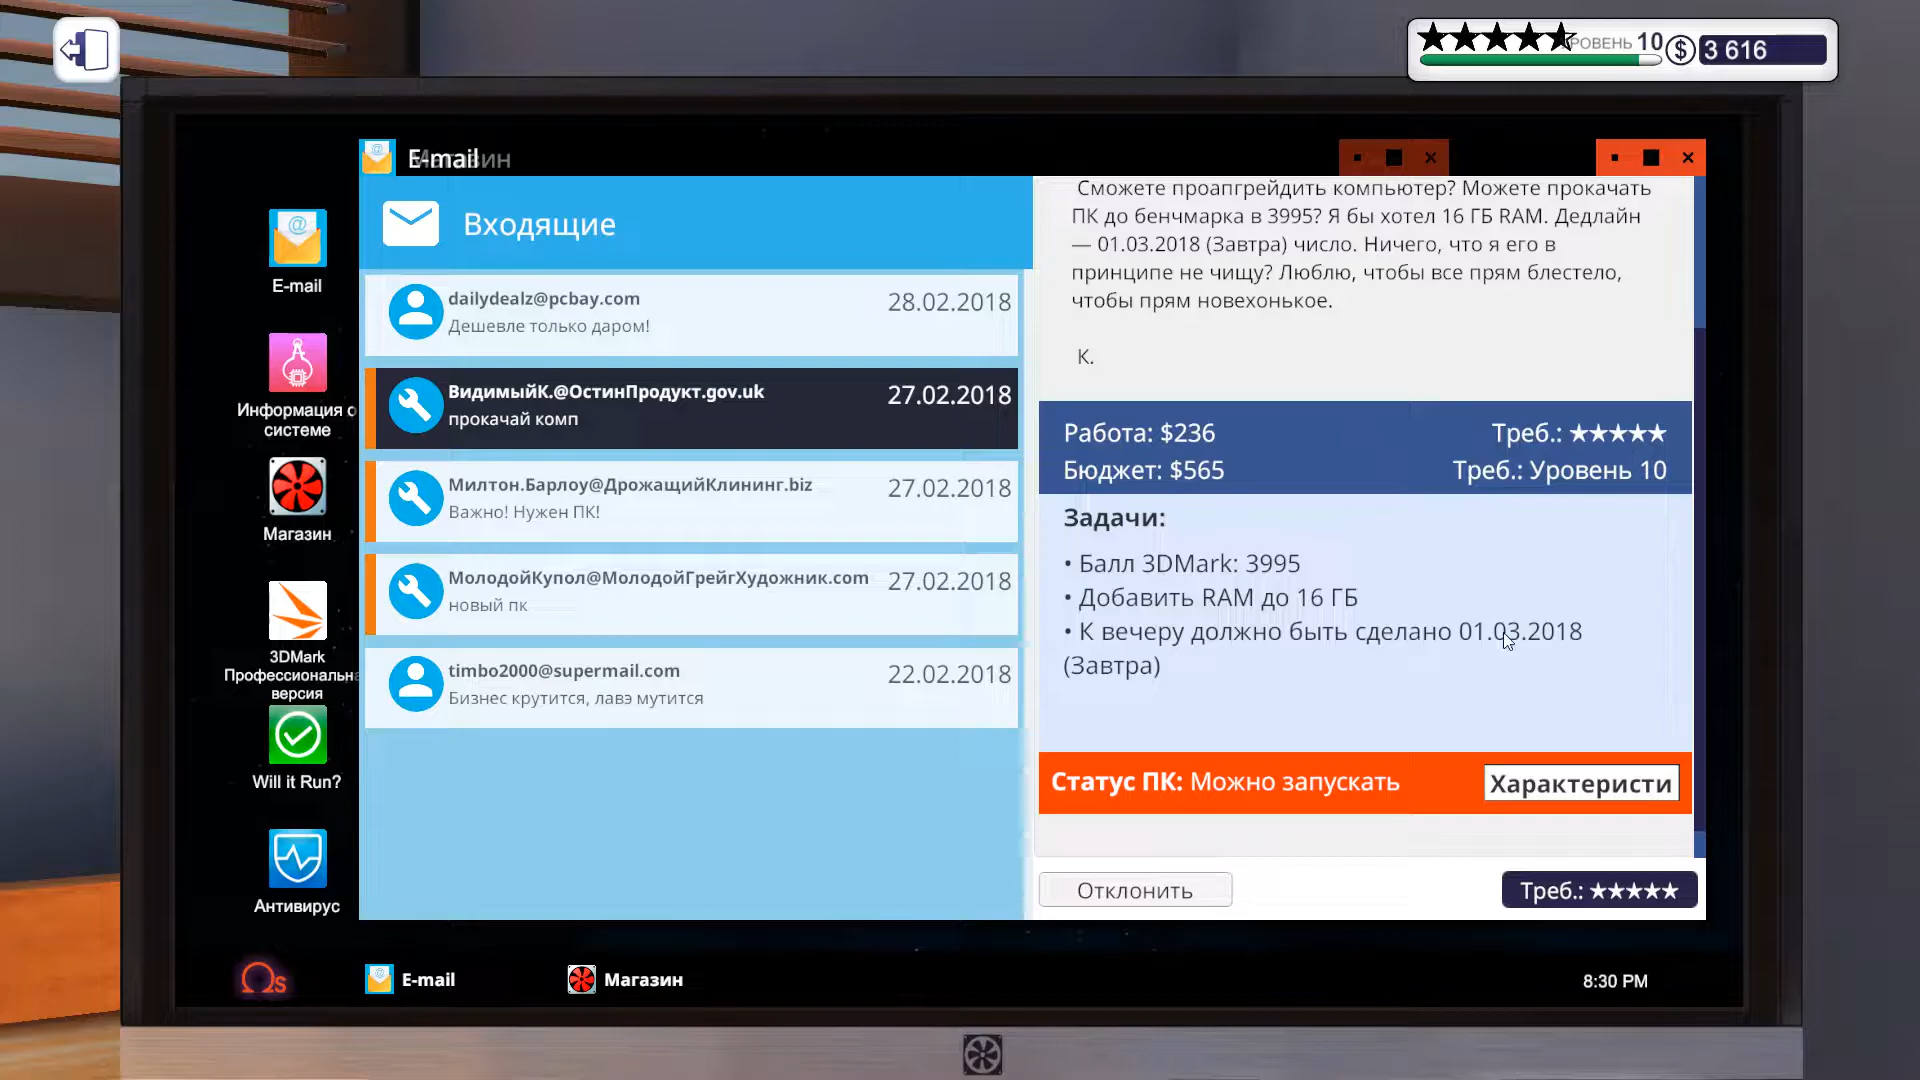 РОВЕНЬ 10
$ 3 616
E-mail
Магазин
Входящие
dailydealz@pcbay.com
28.02.2018
Дешевле только даром!
ВидимыйК.@ОстинПродукт.gov.uk
27.02.2018
прокачай комп
Милтон.Барлоу@ДрожащийКлининг.biz
27.02.2018
Важно! Нужен ПК!
МолодойКупол@МолодойГрейгХудожник.com
27.02.2018
новый пк
timbo2000@supermail.com
22.02.2018
Бизнес крутится, лавэ мутится
Сможете проапгрейдить компьютер? Можете прокачать
ПК до бенчмарка в 3995? Я бы хотел 16 ГБ RAM. Дедлайн
— 01.03.2018 (Завтра) число. Ничего, что я его в
принципе не чищу? Люблю, чтобы все прям блестело,
чтобы прям новехонькое.
К.
Работа: $236
Треб.: ★★★★★
Бюджет: $565
Треб.: Уровень 10
Задачи:
• Балл 3DMark: 3995
• Добавить RAM до 16 ГБ
• К вечеру должно быть сделано 01.03.2018
(Завтра)
Статус ПК: Можно запускать
Характеристи
Отклонить
Треб.: ★★★★★
E-mail
Информация о
системе
Магазин
3DMark
Профессиональна
версия
Will it Run?
Антивирус
Ωs
E-mail
Магазин
8:30 PM